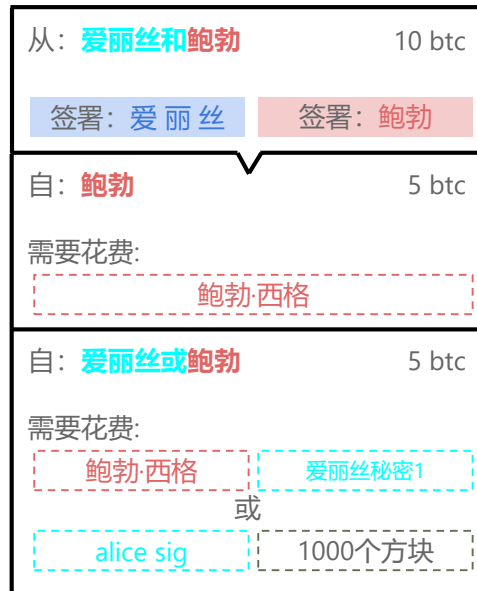 从：爱丽丝和鲍勃 10 btc
签署：爱 丽 丝 签署：鲍勃
自：鲍勃 5 btc
需要花费:
鲍勃·西格
自：爱丽丝或鲍勃 5 btc
需要花费:
鲍勃·西格 爱丽丝秘密1
或
alice sig 1000个方块